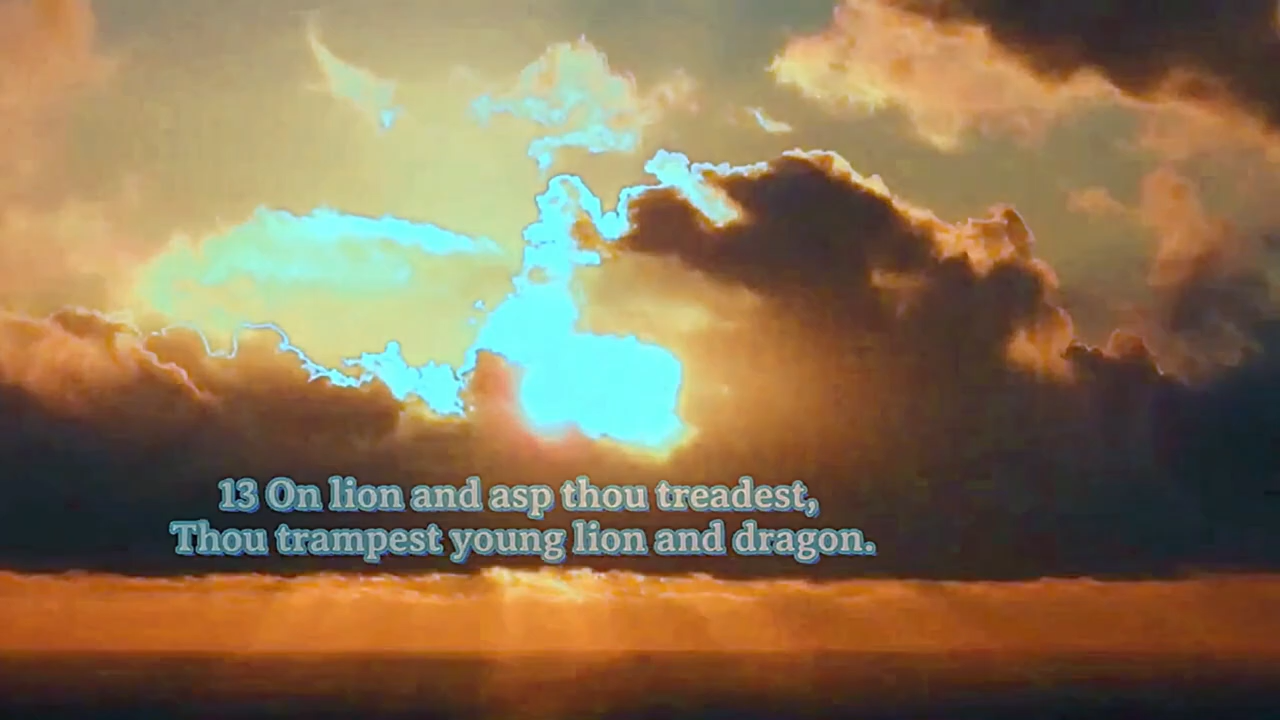 13 On lion and asp thou treadest,
Thou trampest young lion and dragon.